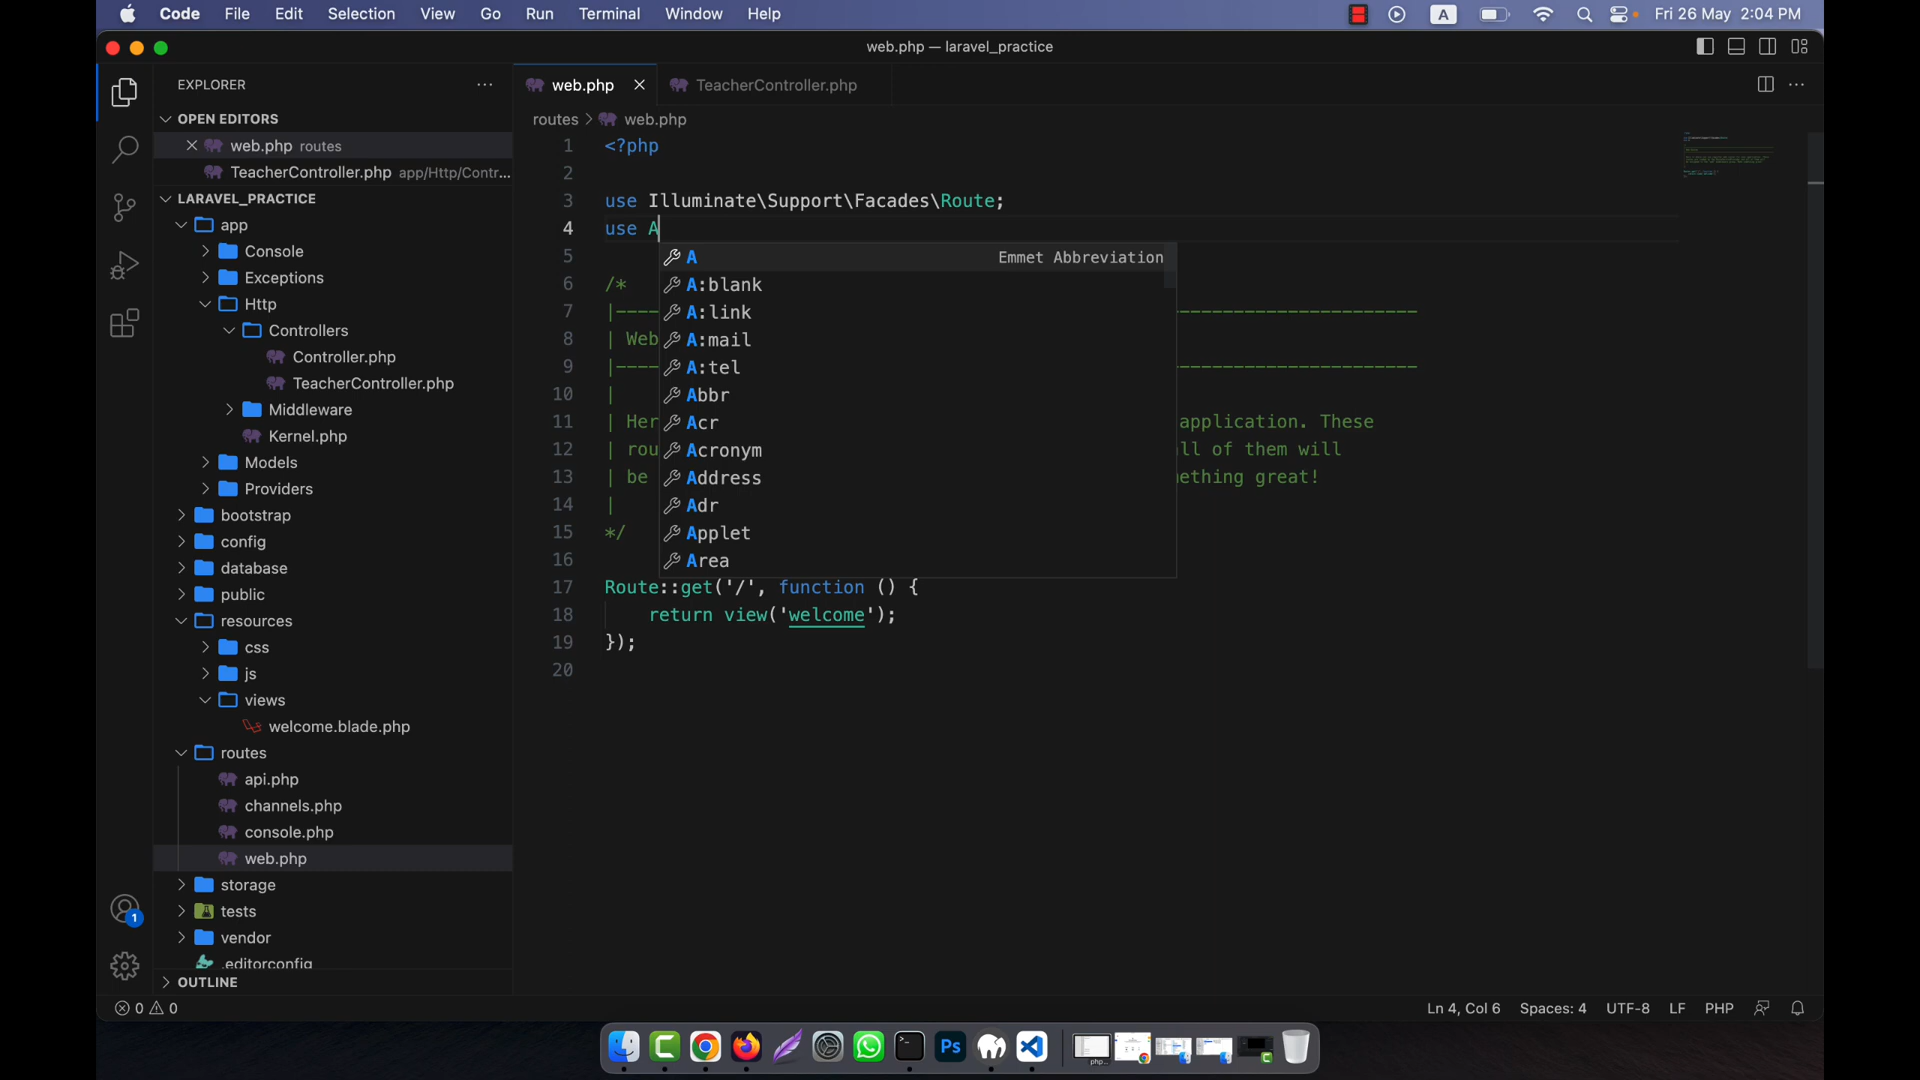 Code File Edit Selection View Go Run Terminal Window Help A Fri 26 May 2:04 PM
web.php — laravel_practice
EXPLORER
OPEN EDITORS
web.php routes
TeacherController.php app/Http/Contr...
LARAVEL_PRACTICE
app
Console
Exceptions
Http
Controllers
Controller.php
TeacherController.php
Middleware
Kernel.php
Models
Providers
bootstrap
config
database
public
resources
css
js
views
welcome.blade.php
routes
api.php
channels.php
console.php
web.php
storage
tests
vendor
.editorconfig
OUTLINE
1
web.php TeacherController.php
routes > web.php
1 <?php
2
3 use Illuminate\Support\Facades\Route;
4 use A
5
6 /*
7 |---- ----------------------
8 | Web
9 |---- ----------------------
10 |
11 | Her application. These
12 | rou ll of them will
13 | be ething great!
14 |
15 */
16
17 Route::get('/', function () {
18 return view('welcome');
19 });
20
A Emmet Abbreviation
A:blank
A:link
A:mail
A:tel
Abbr
Acr
Acronym
Address
Adr
Applet
Area
0 0 Ln 4, Col 6 Spaces: 4 UTF-8 LF PHP
Ps